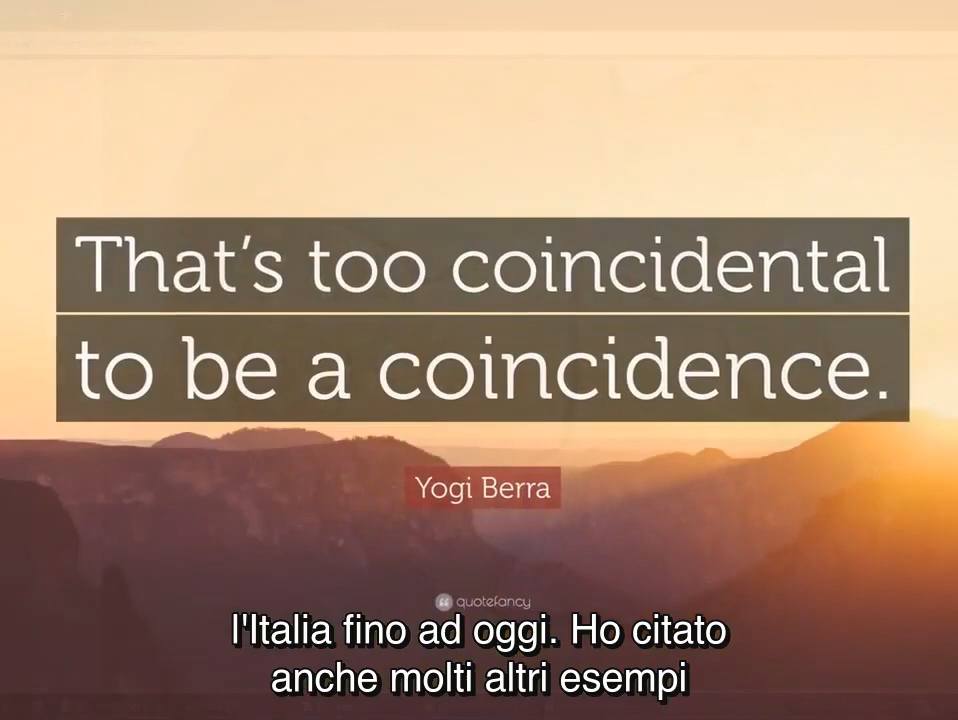 That's too coincidental
to be a coincidence.
Yogi Berra
quotefancy
l'Italia fino ad oggi. Ho citato
anche molti altri esempi